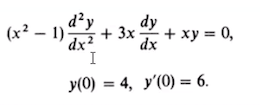 (x² − 1) d²y/dx² + 3x dy/dx + xy = 0,
y(0) = 4, y′(0) = 6.